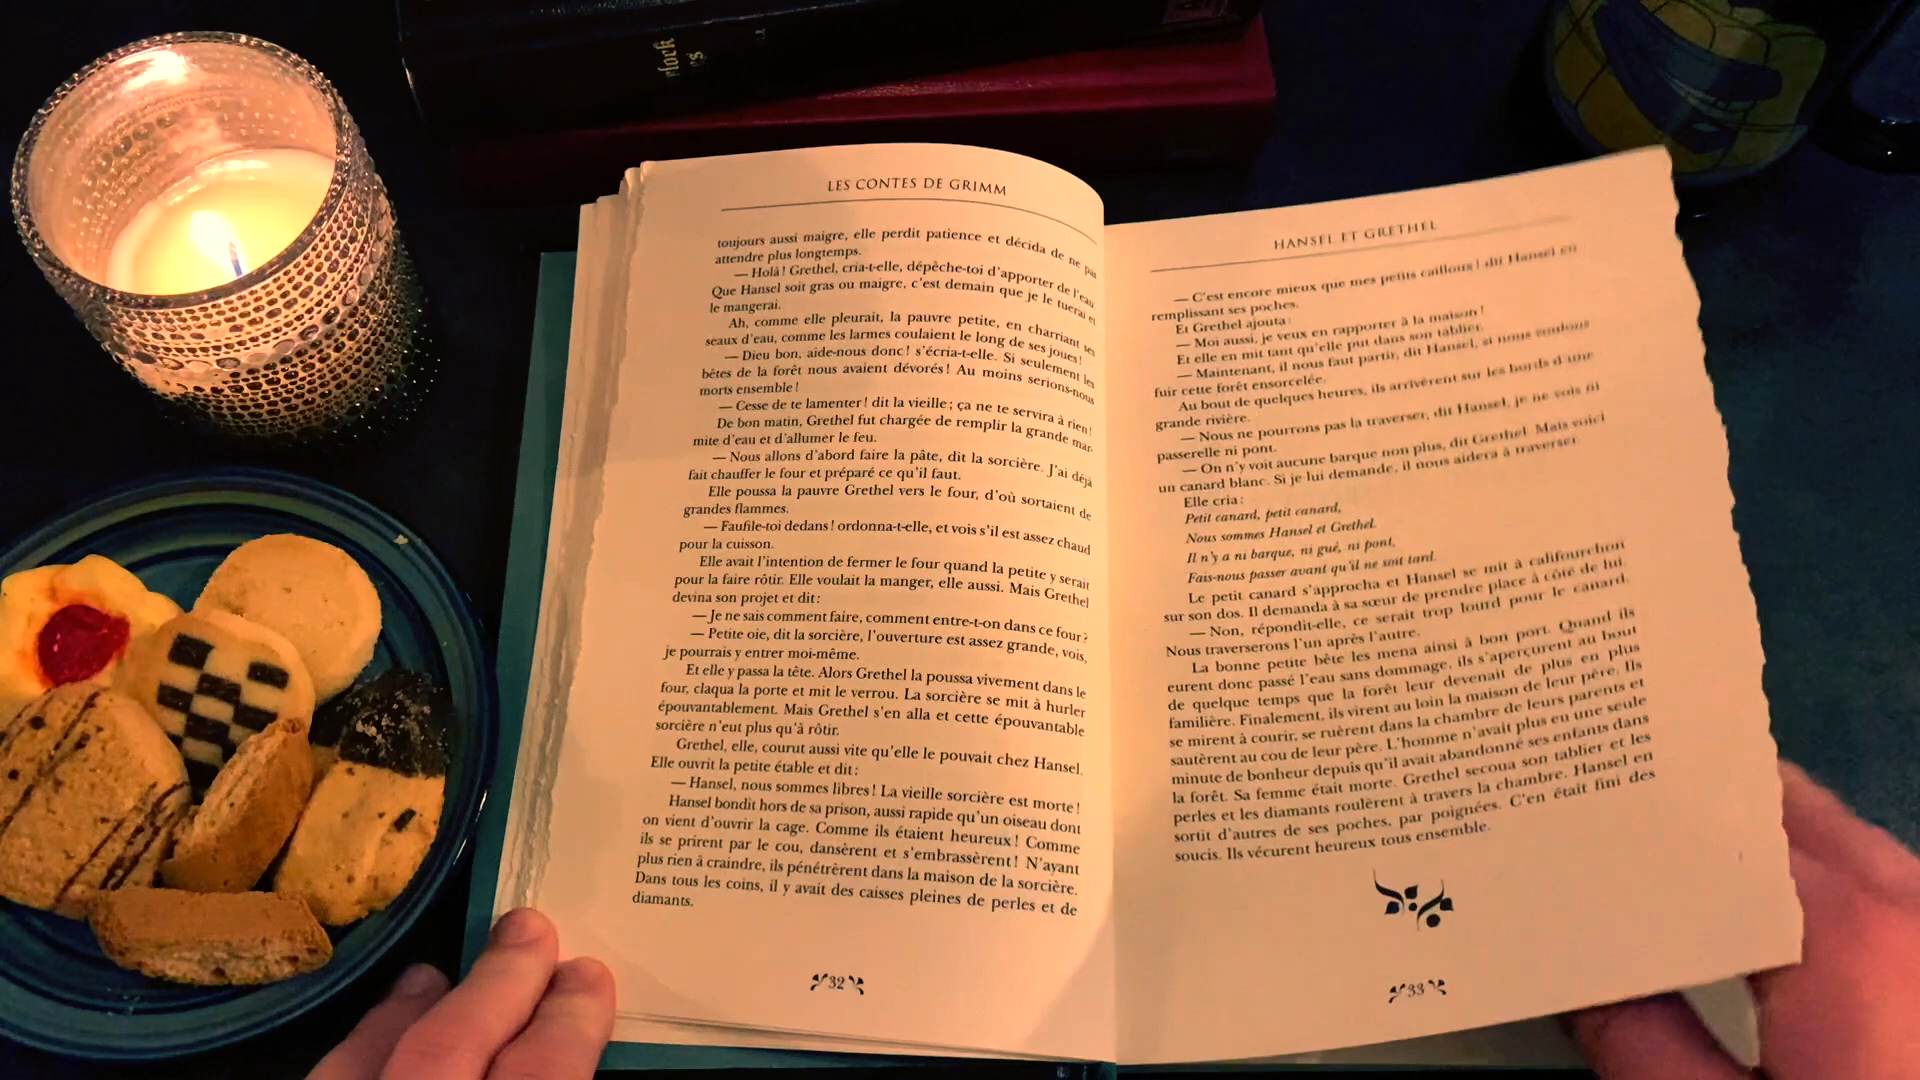 rlock
es
LES CONTES DE GRIMM
toujours aussi maigre, elle perdit patience et décida de ne pas
attendre plus longtemps.
— Holà ! Grethel, cria-t-elle, dépêche-toi d'apporter de l'eau
Que Hansel soit gras ou maigre, c'est demain que je le tuerai et
le mangerai.
Ah, comme elle pleurait, la pauvre petite, en charriant ses
seaux d'eau, comme les larmes coulaient le long de ses joues !
— Dieu bon, aide-nous donc ! s'écria-t-elle. Si seulement les
bêtes de la forêt nous avaient dévorés ! Au moins serions-nous
morts ensemble !
— Cesse de te lamenter ! dit la vieille ; ça ne te servira à rien !
De bon matin, Grethel fut chargée de remplir la grande mar-
mite d'eau et d'allumer le feu.
— Nous allons d'abord faire la pâte, dit la sorcière. J'ai déjà
fait chauffer le four et préparé ce qu'il faut.
Elle poussa la pauvre Grethel vers le four, d'où sortaient de
grandes flammes.
— Faufile-toi dedans ! ordonna-t-elle, et vois s'il est assez chaud
pour la cuisson.
Elle avait l'intention de fermer le four quand la petite y serait
pour la faire rôtir. Elle voulait la manger, elle aussi. Mais Grethel
devina son projet et dit :
— Je ne sais comment faire, comment entre-t-on dans ce four ?
— Petite oie, dit la sorcière, l'ouverture est assez grande, vois,
je pourrais y entrer moi-même.
Et elle y passa la tête. Alors Grethel la poussa vivement dans le
four, claqua la porte et mit le verrou. La sorcière se mit à hurler
épouvantablement. Mais Grethel s'en alla et cette épouvantable
sorcière n'eut plus qu'à rôtir.
Grethel, elle, courut aussi vite qu'elle le pouvait chez Hansel.
Elle ouvrit la petite étable et dit :
— Hansel, nous sommes libres ! La vieille sorcière est morte !
Hansel bondit hors de sa prison, aussi rapide qu'un oiseau dont
on vient d'ouvrir la cage. Comme ils étaient heureux ! Comme
ils se prirent par le cou, dansèrent et s'embrassèrent ! N'ayant
plus rien à craindre, ils pénétrèrent dans la maison de la sorcière.
Dans tous les coins, il y avait des caisses pleines de perles et de
diamants.
32
HANSEL ET GRETHEL
— C'est encore mieux que mes petits cailloux ! dit Hansel en
remplissant ses poches.
Et Grethel ajouta :
— Moi aussi, je veux en rapporter à la maison !
Et elle en mit tant qu'elle put dans son tablier.
— Maintenant, il nous faut partir, dit Hansel, si nous voulons
fuir cette forêt ensorcelée.
Au bout de quelques heures, ils arrivèrent sur les bords d'une
grande rivière.
— Nous ne pourrons pas la traverser, dit Hansel, je ne vois ni
passerelle ni pont.
— On n'y voit aucune barque non plus, dit Grethel. Mais voici
un canard blanc. Si je lui demande, il nous aidera à traverser.
Elle cria :
Petit canard, petit canard,
Nous sommes Hansel et Grethel.
Il n'y a ni barque, ni gué, ni pont,
Fais-nous passer avant qu'il ne soit tard.
Le petit canard s'approcha et Hansel se mit à califourchon
sur son dos. Il demanda à sa sœur de prendre place à côté de lui.
— Non, répondit-elle, ce serait trop lourd pour le canard.
Nous traverserons l'un après l'autre.
La bonne petite bête les mena ainsi à bon port. Quand ils
eurent donc passé l'eau sans dommage, ils s'aperçurent au bout
de quelque temps que la forêt leur devenait de plus en plus
familière. Finalement, ils virent au loin la maison de leur père. Ils
se mirent à courir, se ruèrent dans la chambre de leurs parents et
sautèrent au cou de leur père. L'homme n'avait plus eu une seule
minute de bonheur depuis qu'il avait abandonné ses enfants dans
la forêt. Sa femme était morte. Grethel secoua son tablier et les
perles et les diamants roulèrent à travers la chambre. Hansel en
sortit d'autres de ses poches, par poignées. C'en était fini des
soucis. Ils vécurent heureux tous ensemble.
33